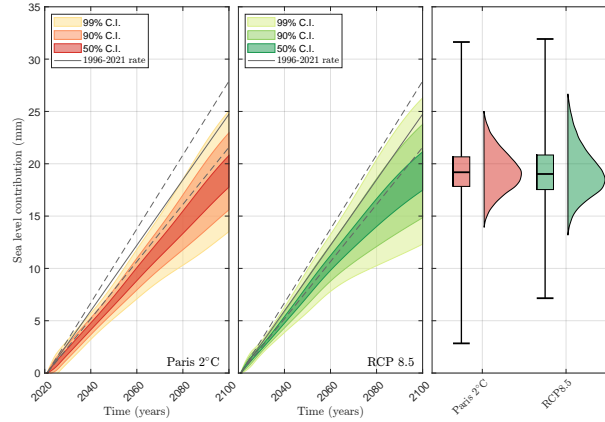 35
30
25
20
15
10
5
0
Sea level contribution (mm)
99% C.I.
90% C.I.
50% C.I.
1996-2021 rate
Paris 2°C
2020
2040
2060
2080
2100
Time (years)
99% C.I.
90% C.I.
50% C.I.
1996-2021 rate
RCP 8.5
2020
2040
2060
2080
2100
Time (years)
Paris 2°C
RCP8.5